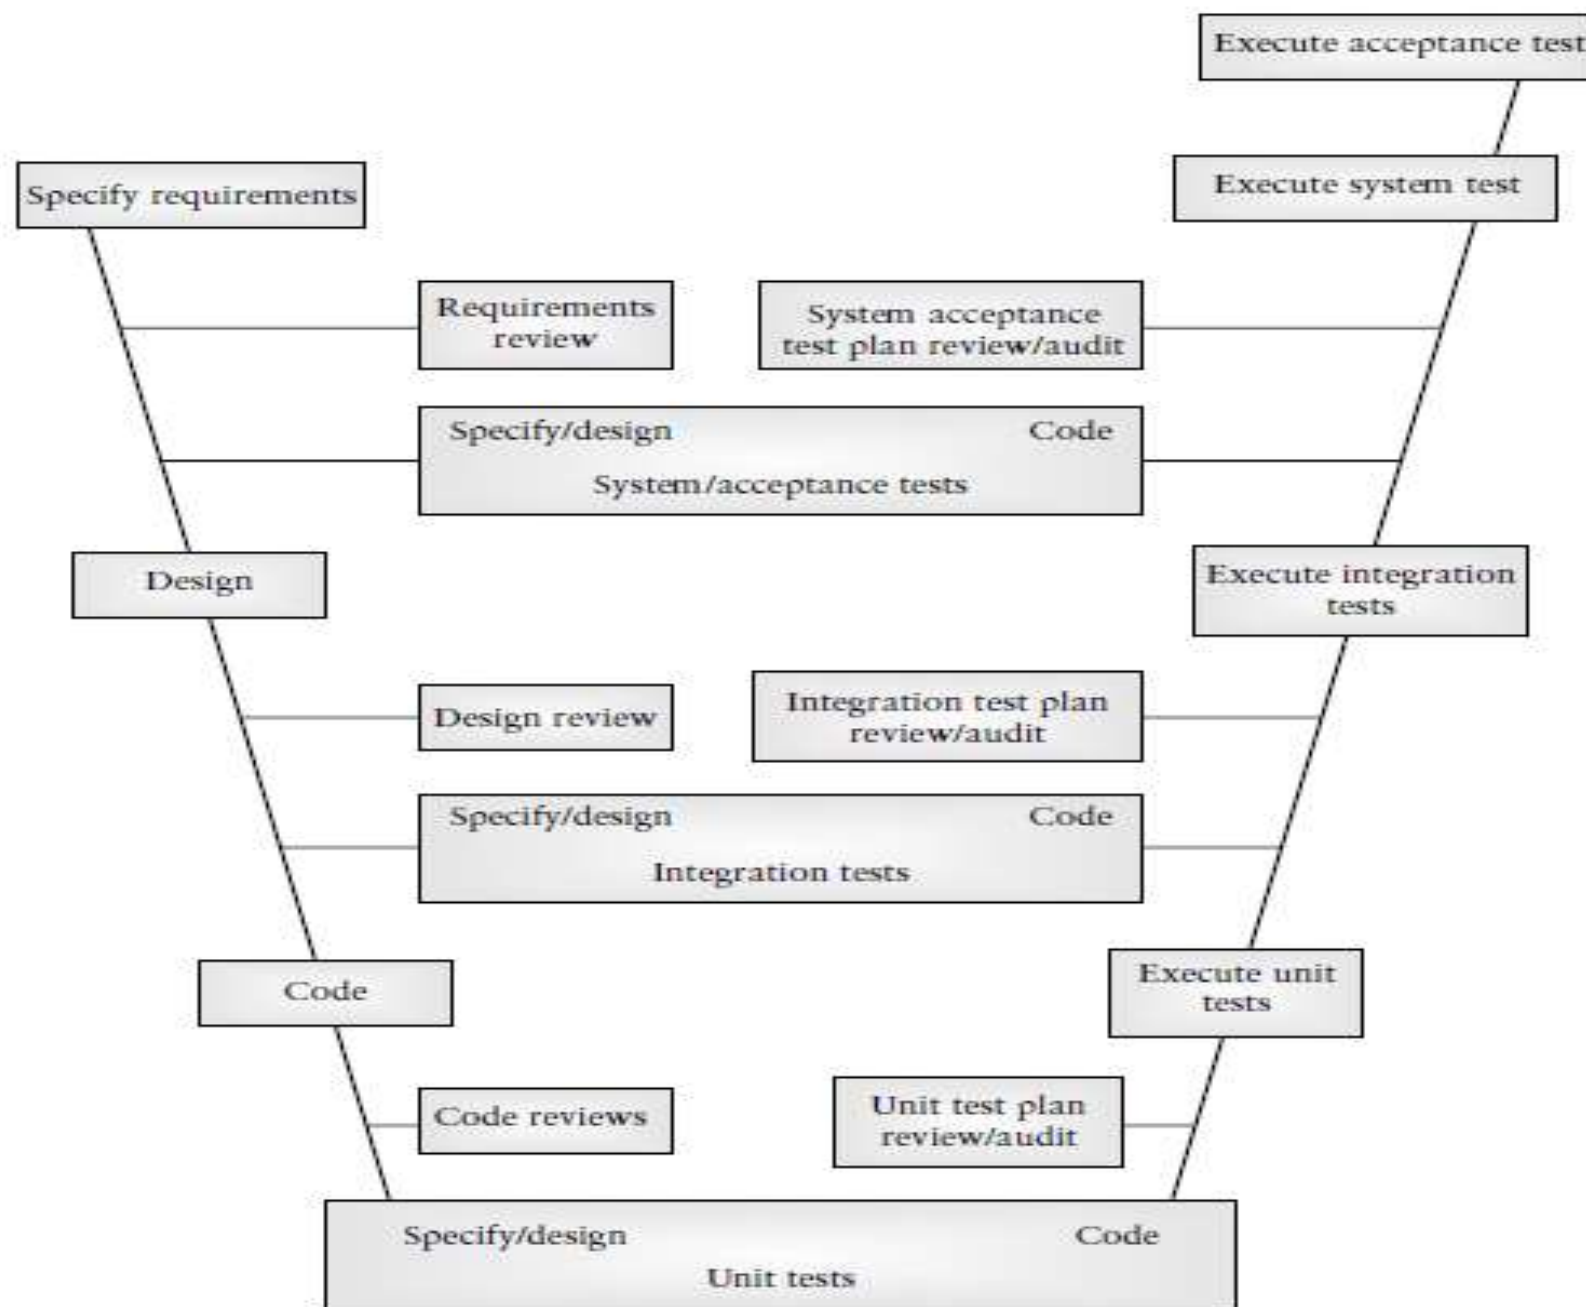 Execute acceptance test
Specify requirements
Execute system test
Requirements
review
System acceptance
test plan review/audit
Specify/design Code
System/acceptance tests
Design
Execute integration
tests
Design review
Integration test plan
review/audit
Specify/design Code
Integration tests
Code
Execute unit
tests
Code reviews
Unit test plan
review/audit
Specify/design Code
Unit tests